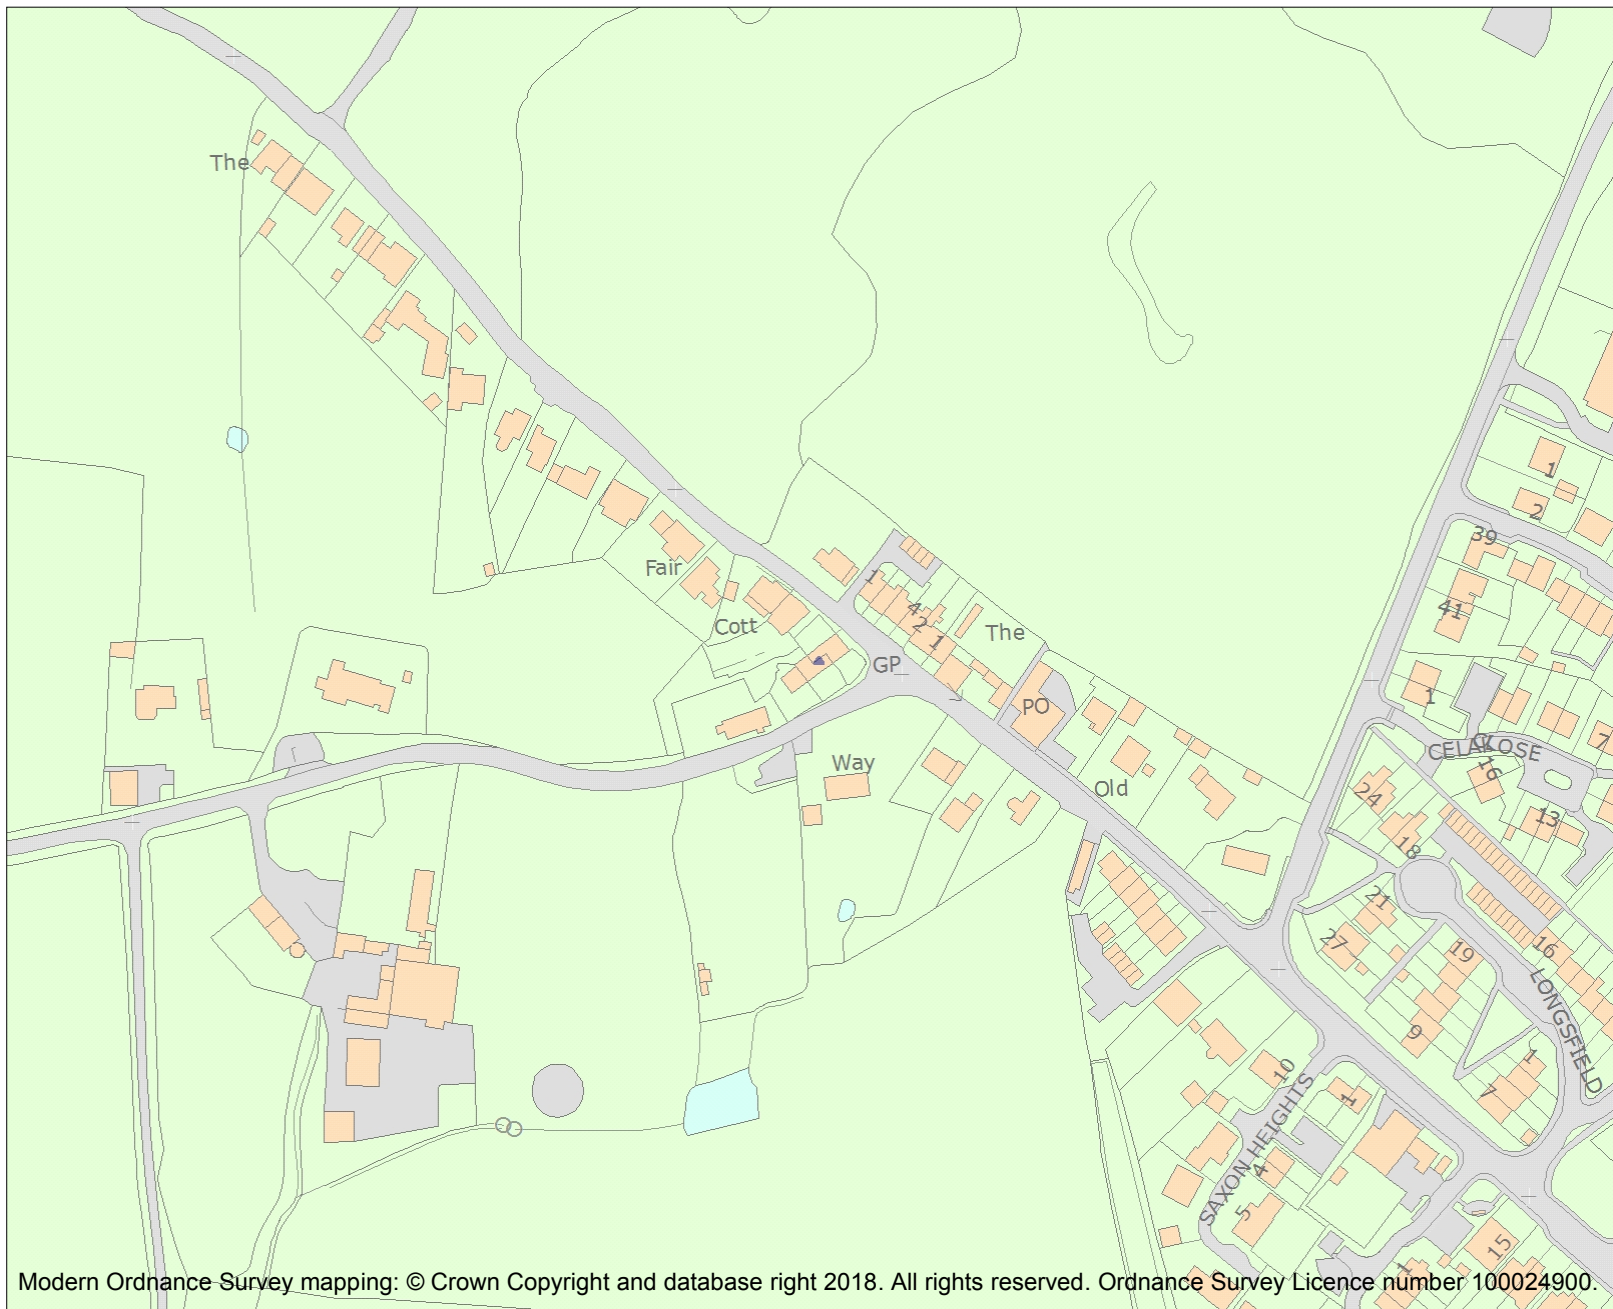 The
1
2
39
Fair
1
4
2
1
41
Cott
The
GP
1
PO
7
CELA CLOSE
Way
16
Old
24
13
18
21
27
19
16
LONGSFIELD
9
1
10
7
1
SAXON HEIGHTS
4
5
15
1
Modern Ordnance Survey mapping: © Crown Copyright and database right 2018. All rights reserved. Ordnance Survey Licence number 100024900.